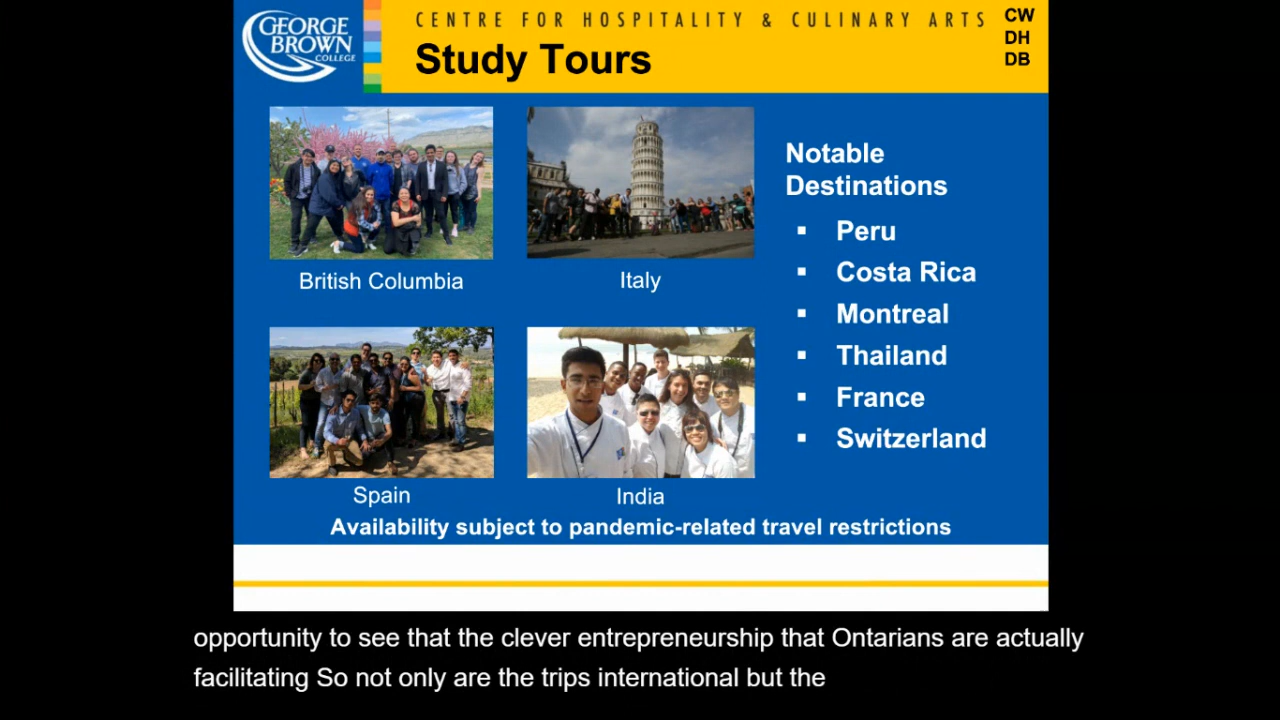 GEORGE
BROWN
COLLEGE
CENTRE FOR HOSPITALITY & CULINARY ARTS
Study Tours
CW
DH
DB
British Columbia
Italy
Spain
India
Notable
Destinations
▪ Peru
▪ Costa Rica
▪ Montreal
▪ Thailand
▪ France
▪ Switzerland
Availability subject to pandemic-related travel restrictions
opportunity to see that the clever entrepreneurship that Ontarians are actually
facilitating So not only are the trips international but the